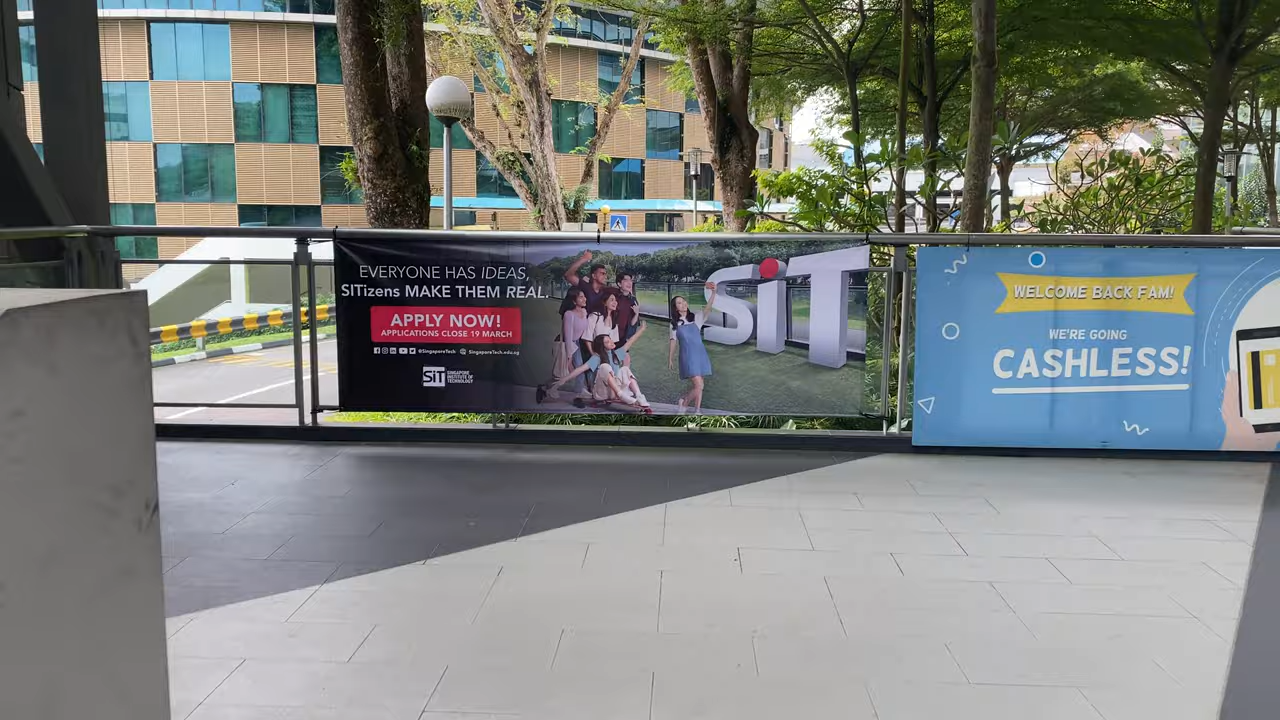 EVERYONE HAS IDEAS,
SITizens MAKE THEM REAL.
APPLY NOW!
APPLICATIONS CLOSE 19 MARCH
@SingaporeTech SingaporeTech.edu.sg
SiT SINGAPORE
INSTITUTE OF
TECHNOLOGY
SiT
WELCOME BACK FAM!
WE'RE GOING
CASHLESS!